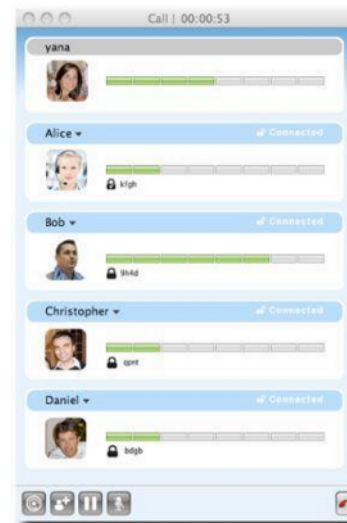 Call | 00:00:53
yana
Alice
Connected
kfgh
Bob
Connected
9h4d
Christopher
Connected
qpnt
Daniel
Connected
bdgb